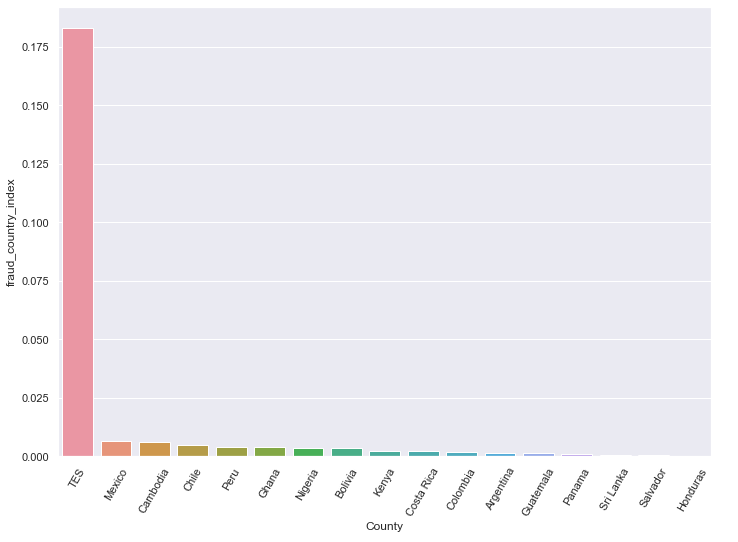 fraud_country_index
0.175
0.150
0.125
0.100
0.075
0.050
0.025
0.000
TES
Mexico
Cambodia
Chile
Peru
Ghana
Nigeria
Bolivia
Kenya
Costa Rica
Colombia
Argentina
Guatemala
Panama
Sri Lanka
Salvador
Honduras
County